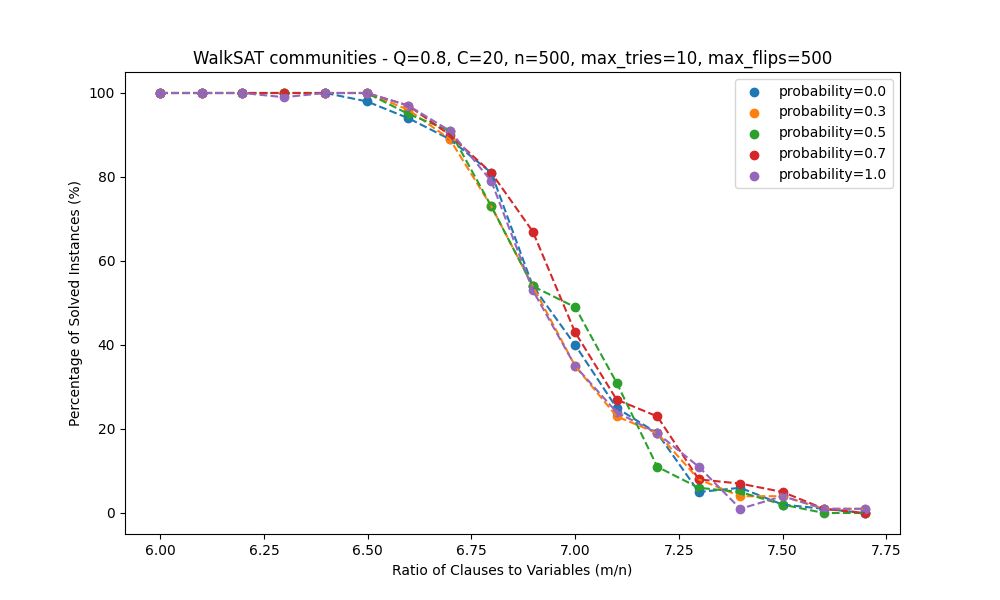 WalkSAT communities - Q=0.8, C=20, n=500, max_tries=10, max_flips=500
probability=0.0
probability=0.3
probability=0.5
probability=0.7
probability=1.0
Percentage of Solved Instances (%)
100
80
60
40
20
0
6.00 6.25 6.50 6.75 7.00 7.25 7.50 7.75
Ratio of Clauses to Variables (m/n)